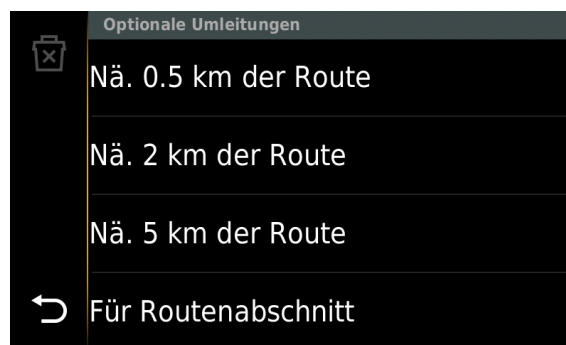 Optionale Umleitungen
Nä. 0.5 km der Route
Nä. 2 km der Route
Nä. 5 km der Route
Für Routenabschnitt